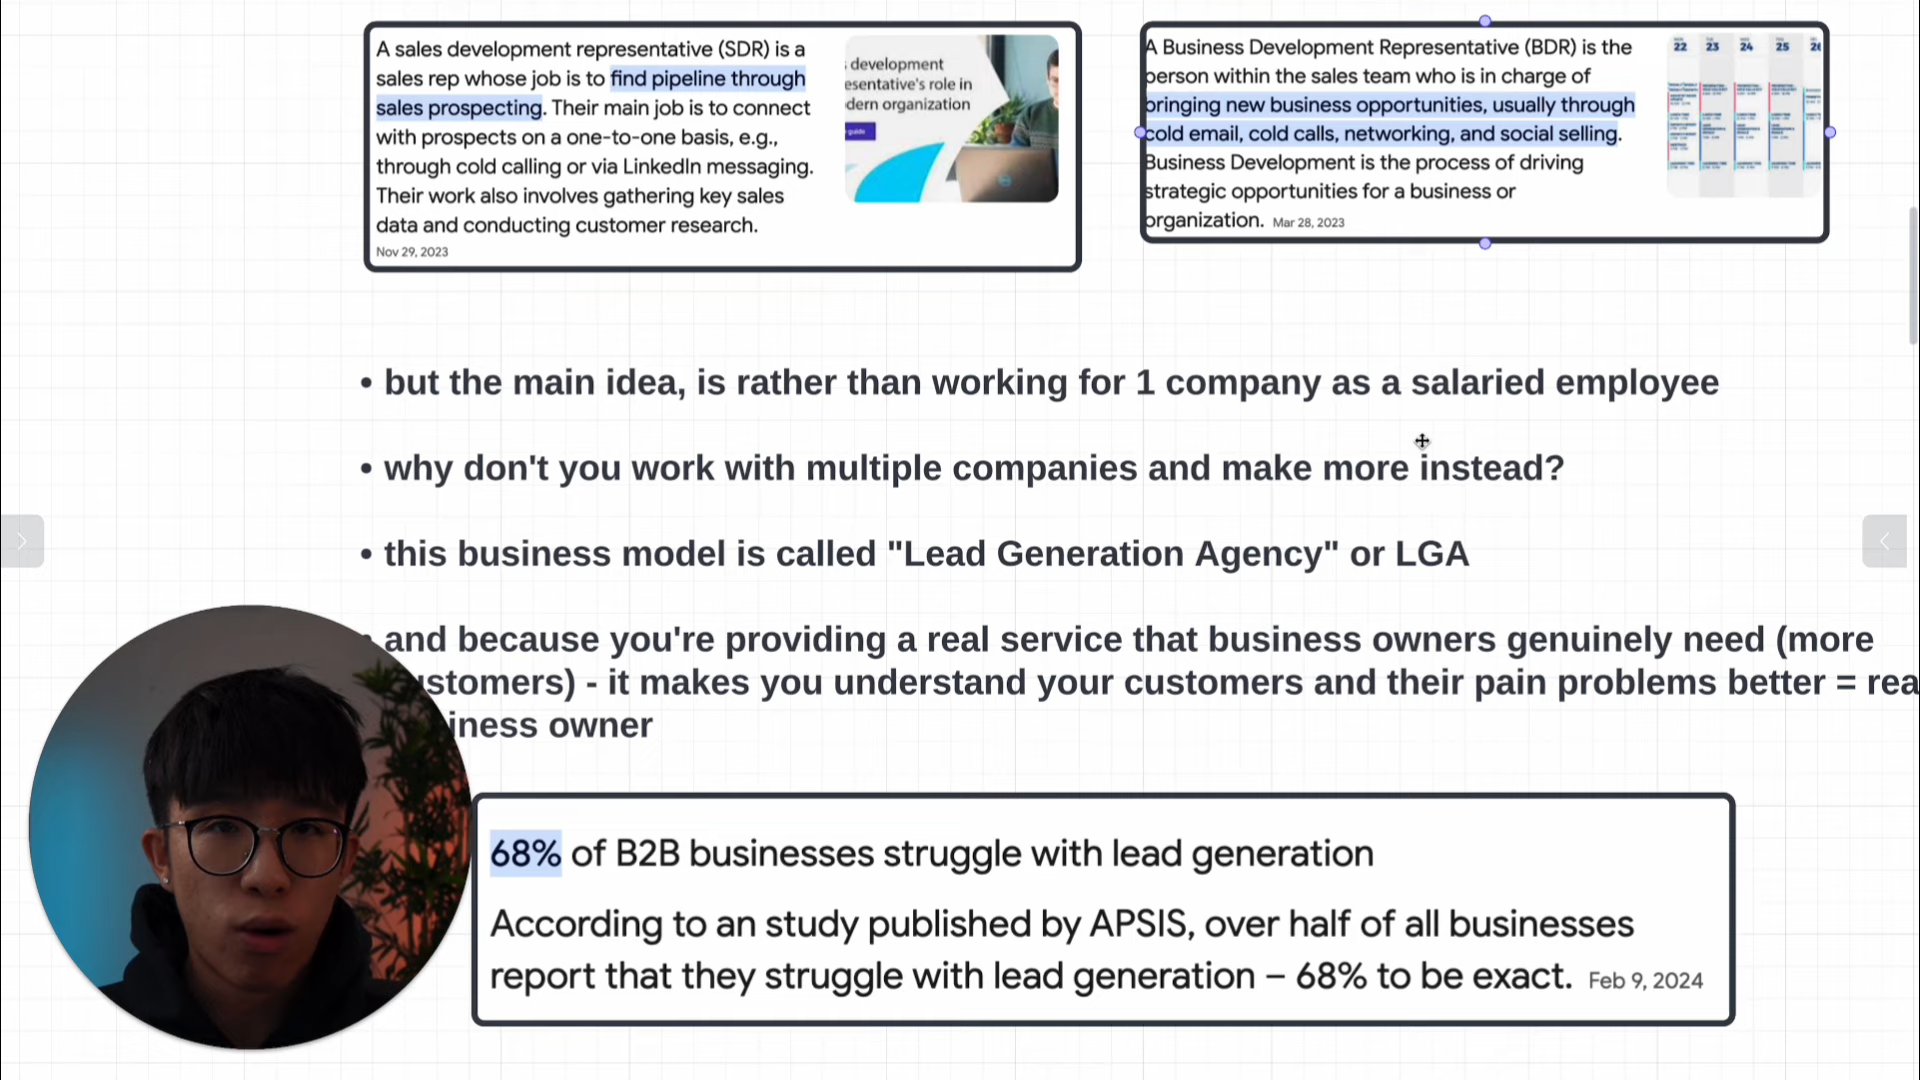 A sales development representative (SDR) is a
sales rep whose job is to find pipeline through
sales prospecting. Their main job is to connect
with prospects on a one-to-one basis, e.g.,
through cold calling or via LinkedIn messaging.
Their work also involves gathering key sales
data and conducting customer research.
Nov 29, 2023
development
esentative's role in
dern organization
guide
A Business Development Representative (BDR) is the
person within the sales team who is in charge of
bringing new business opportunities, usually through
cold email, cold calls, networking, and social selling.
Business Development is the process of driving
strategic opportunities for a business or
organization. Mar 28, 2023
22 23 24 25 26
• but the main idea, is rather than working for 1 company as a salaried employee
• why don't you work with multiple companies and make more instead?
• this business model is called "Lead Generation Agency" or LGA
• and because you're providing a real service that business owners genuinely need (more
ustomers) - it makes you understand your customers and their pain problems better = rea
iness owner
68% of B2B businesses struggle with lead generation
According to an study published by APSIS, over half of all businesses
report that they struggle with lead generation – 68% to be exact. Feb 9, 2024